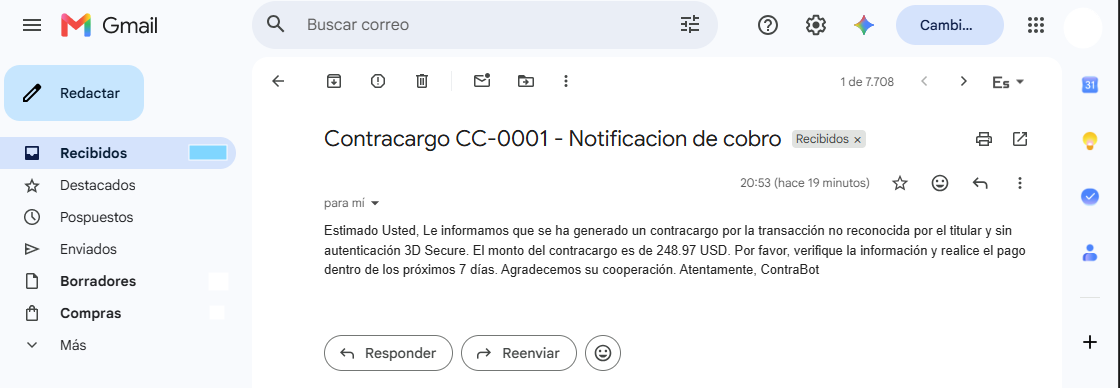 Gmail
Buscar correo
Cambi...
Redactar
1 de 7.708
Es
31
Contracargo CC-0001 - Notificacion de cobro
Recibidos ×
Recibidos
20:53 (hace 19 minutos)
Destacados
para mí
Pospuestos
Estimado Usted, Le informamos que se ha generado un contracargo por la transacción no reconocida por el titular y sin
autenticación 3D Secure. El monto del contracargo es de 248.97 USD. Por favor, verifique la información y realice el pago
dentro de los próximos 7 días. Agradecemos su cooperación. Atentamente, ContraBot
Enviados
Borradores
Compras
Más
Responder
Reenviar